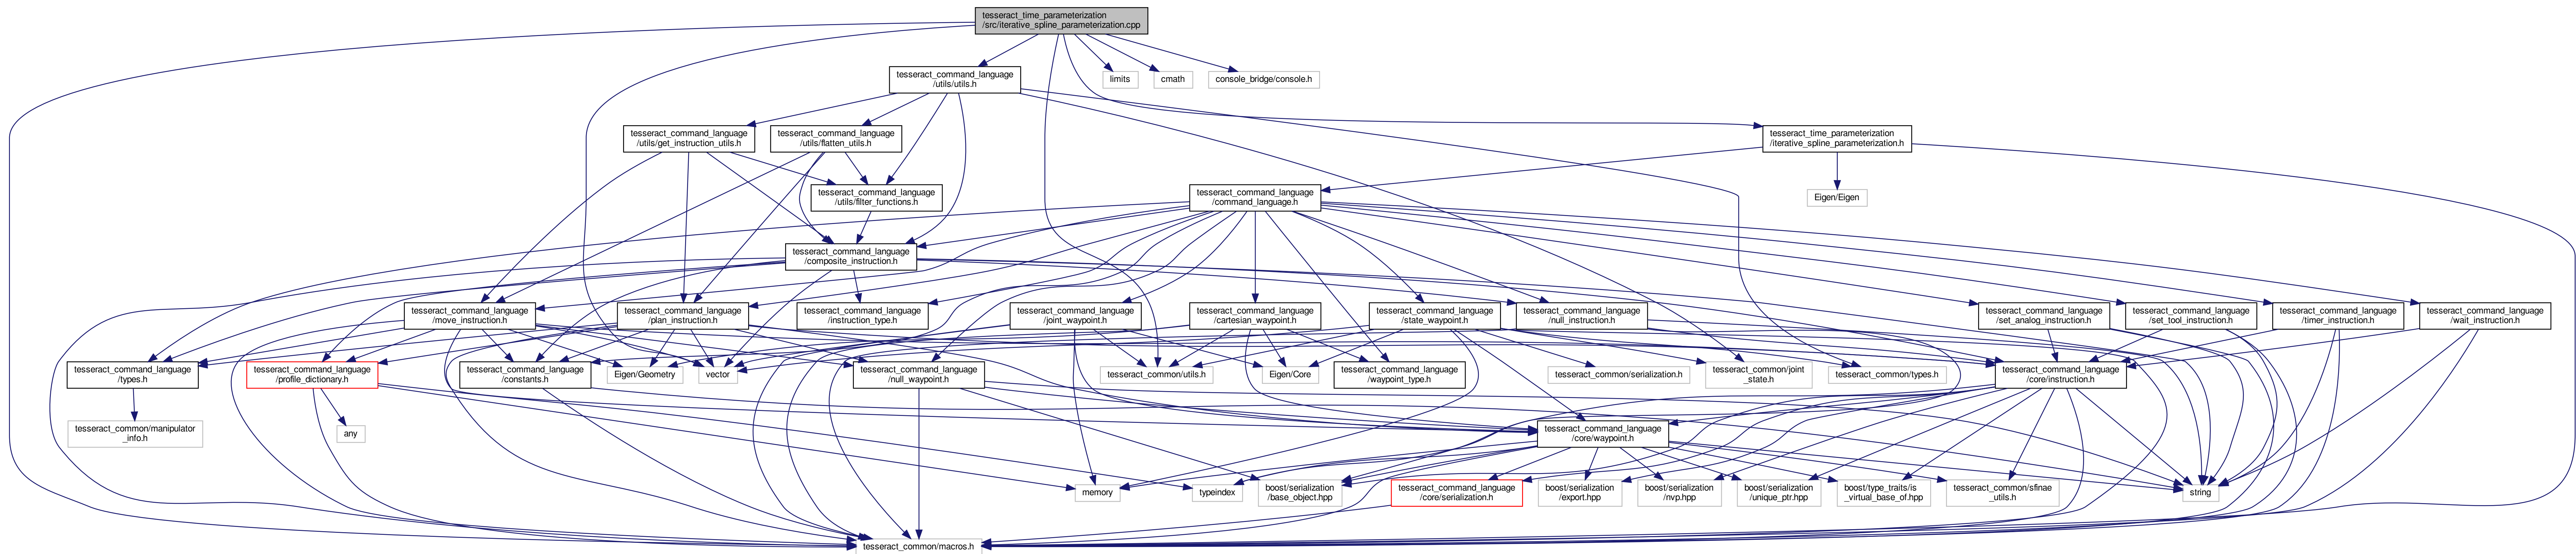 tesseract_time_parameterization
/src/iterative_spline_parameterization.cpp
tesseract_command_language
/utils/utils.h
limits
cmath
console_bridge/console.h
tesseract_command_language
/utils/get_instruction_utils.h
tesseract_command_language
/utils/flatten_utils.h
tesseract_time_parameterization
/iterative_spline_parameterization.h
tesseract_command_language
/utils/filter_functions.h
tesseract_command_language
/command_language.h
Eigen/Eigen
tesseract_command_language
/composite_instruction.h
tesseract_command_language
/move_instruction.h
tesseract_command_language
/plan_instruction.h
tesseract_command_language
/instruction_type.h
tesseract_command_language
/joint_waypoint.h
tesseract_command_language
/cartesian_waypoint.h
tesseract_command_language
/state_waypoint.h
tesseract_command_language
/null_instruction.h
tesseract_command_language
/set_analog_instruction.h
tesseract_command_language
/set_tool_instruction.h
tesseract_command_language
/timer_instruction.h
tesseract_command_language
/wait_instruction.h
tesseract_command_language
/types.h
tesseract_command_language
/profile_dictionary.h
tesseract_command_language
/constants.h
Eigen/Geometry
vector
tesseract_command_language
/null_waypoint.h
tesseract_common/utils.h
Eigen/Core
tesseract_command_language
/waypoint_type.h
tesseract_common/serialization.h
tesseract_common/joint
_state.h
tesseract_common/types.h
tesseract_command_language
/core/instruction.h
tesseract_common/manipulator
_info.h
any
tesseract_command_language
/core/waypoint.h
memory
typeindex
boost/serialization
/base_object.hpp
tesseract_command_language
/core/serialization.h
boost/serialization
/export.hpp
boost/serialization
/nvp.hpp
boost/serialization
/unique_ptr.hpp
boost/type_traits/is
_virtual_base_of.hpp
tesseract_common/sfinae
_utils.h
string
tesseract_common/macros.h